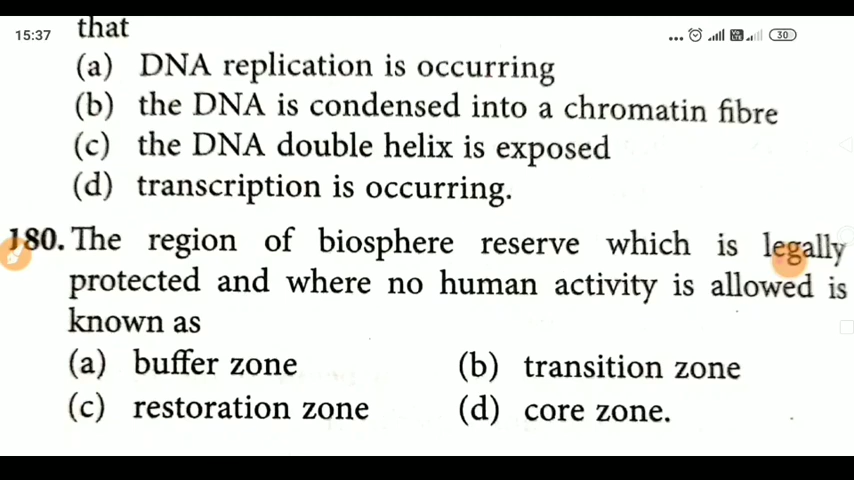 15:37
30
that
(a) DNA replication is occurring
(b) the DNA is condensed into a chromatin fibre
(c) the DNA double helix is exposed
(d) transcription is occurring.
180. The region of biosphere reserve which is legally
protected and where no human activity is allowed is
known as
(a) buffer zone (b) transition zone
(c) restoration zone (d) core zone.